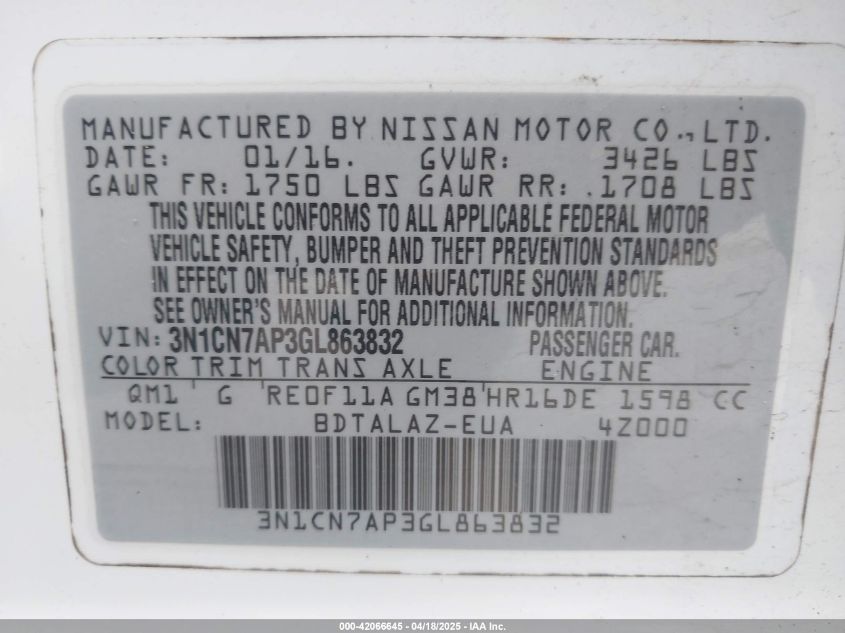 MANUFACTURED BY NISSAN MOTOR CO., LTD.
DATE: 01/16. GVWR: 3426 LBS
GAWR FR: 1750 LBS GAWR RR: 1708 LBS
THIS VEHICLE CONFORMS TO ALL APPLICABLE FEDERAL MOTOR
VEHICLE SAFETY, BUMPER AND THEFT PREVENTION STANDARDS
IN EFFECT ON THE DATE OF MANUFACTURE SHOWN ABOVE.
SEE OWNER'S MANUAL FOR ADDITIONAL INFORMATION.
VIN: 3N1CN7AP3GL863832 PASSENGER CAR.
COLOR TRIM TRANS AXLE ENGINE
QM1 G RE0F11A GM38 HR16DE 1598 CC
MODEL: BDTALAZ-EUA 4Z000
3N1CN7AP3GL863832
000-42066645 - 04/18/2025 - IAA Inc.